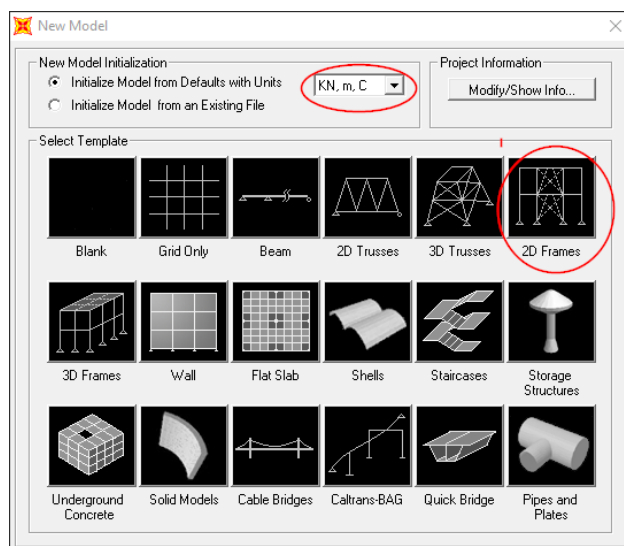 New Model
New Model Initialization
Project Information
Initialize Model from Defaults with Units
KN, m, C
Modify/Show Info...
Initialize Model from an Existing File
Select Template
Blank
Grid Only
Beam
2D Trusses
3D Trusses
2D Frames
3D Frames
Wall
Flat Slab
Shells
Staircases
Storage
Structures
Underground
Concrete
Solid Models
Cable Bridges
Caltrans-BAG
Quick Bridge
Pipes and
Plates